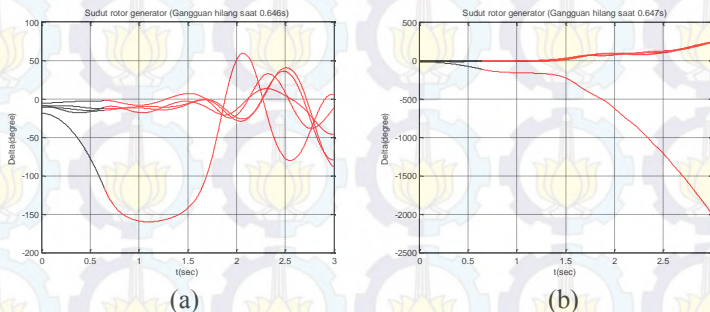 Sudut rotor generator (Gangguan hilang saat 0.646s)
100
50
0
-50
-100
-150
-200
Delta(degree)
0 0.5 1 1.5 2 2.5 3
t(sec)
(a)
Sudut rotor generator (Gangguan hilang saat 0.647s)
500
0
-500
-1000
-1500
-2000
-2500
Delta(degree)
0 0.5 1 1.5 2 2.5 3
t(sec)
(b)